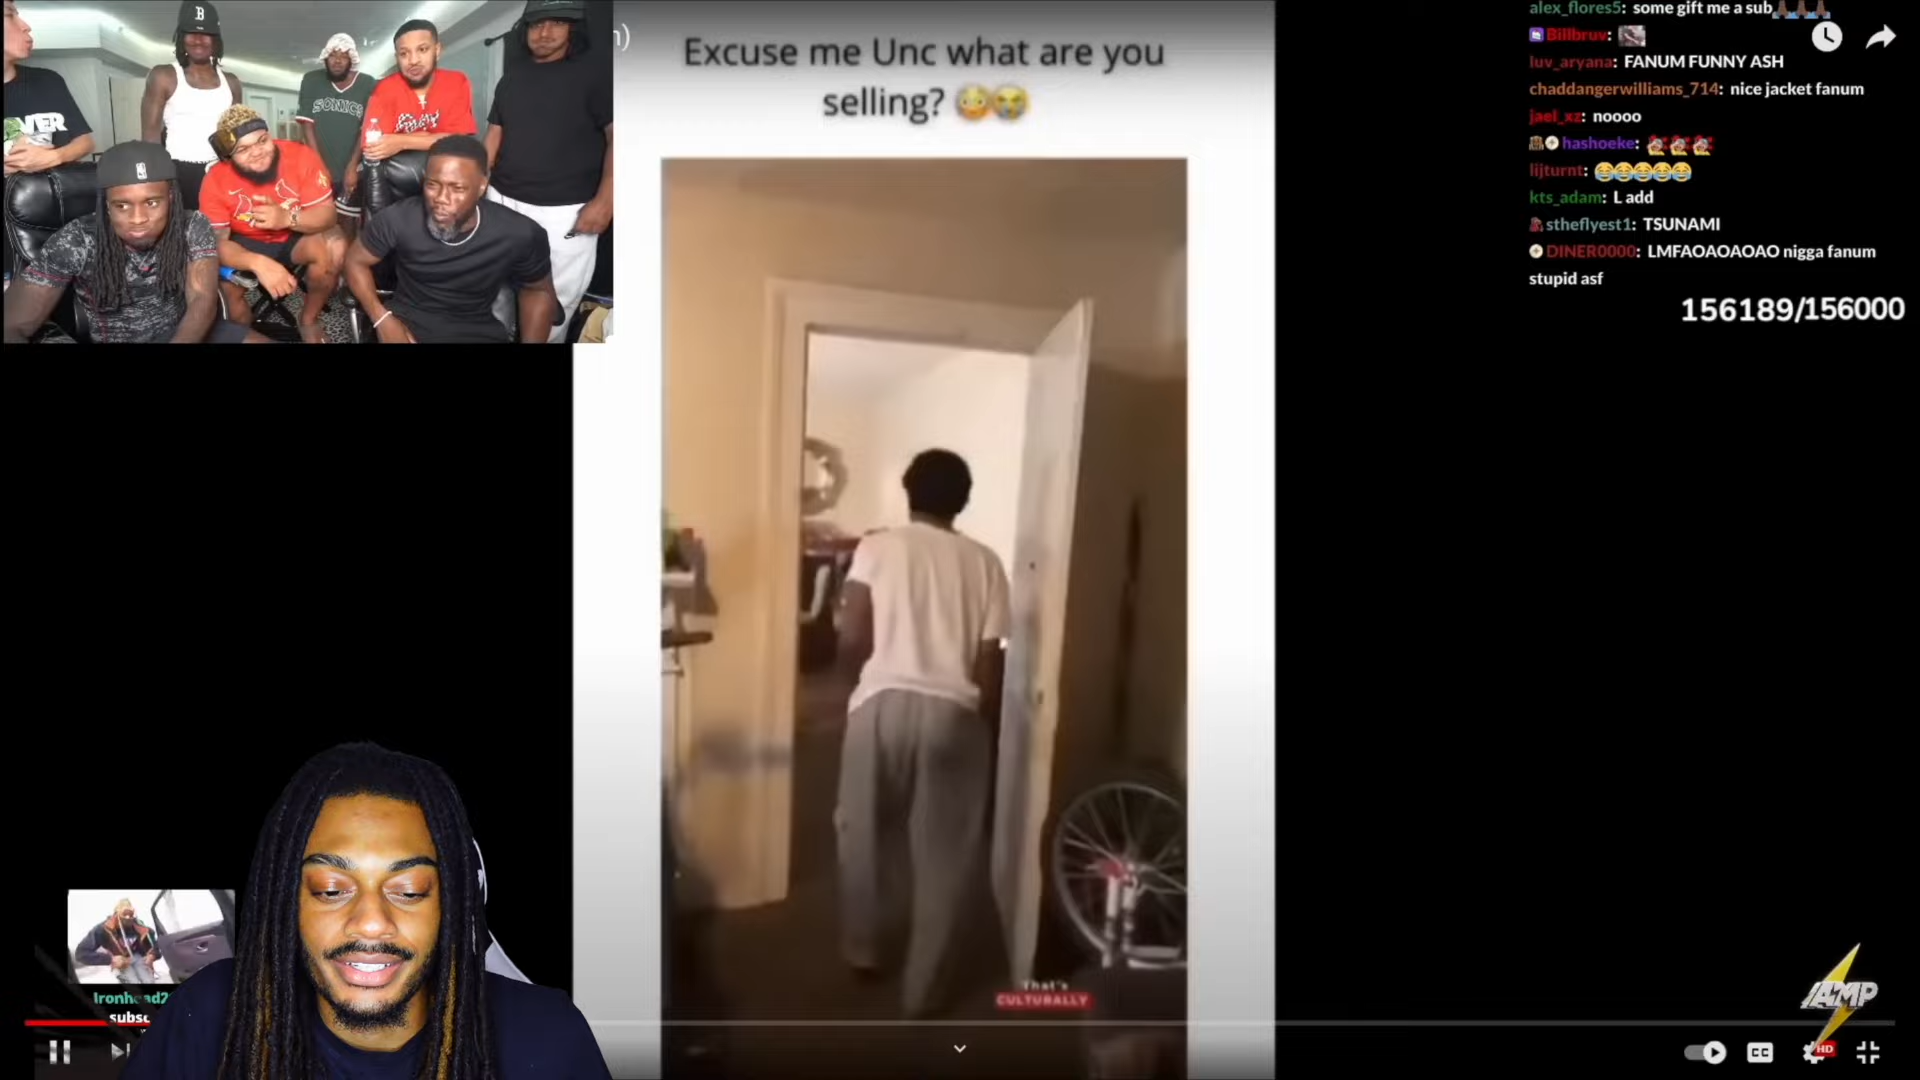 n)
Excuse me Unc what are you
selling? 😳😭
alex_flores5: some gift me a sub🙏🏿🙏🏿🙏🏿
Billbruv:
luv_aryana: FANUM FUNNY ASH
chaddangerwilliams_714: nice jacket fanum
jael_xz: noooo
hashoeke:
lijturnt: 😂😂😂😂😂
kts_adam: L add
stheflyest1: TSUNAMI
DINER0000: LMFAOAOAOAO nigga fanum
stupid asf
156189/156000
B
SONICS
VER
That's
CULTURALLY
Ironhead2
subsc
AMP
CC
HD